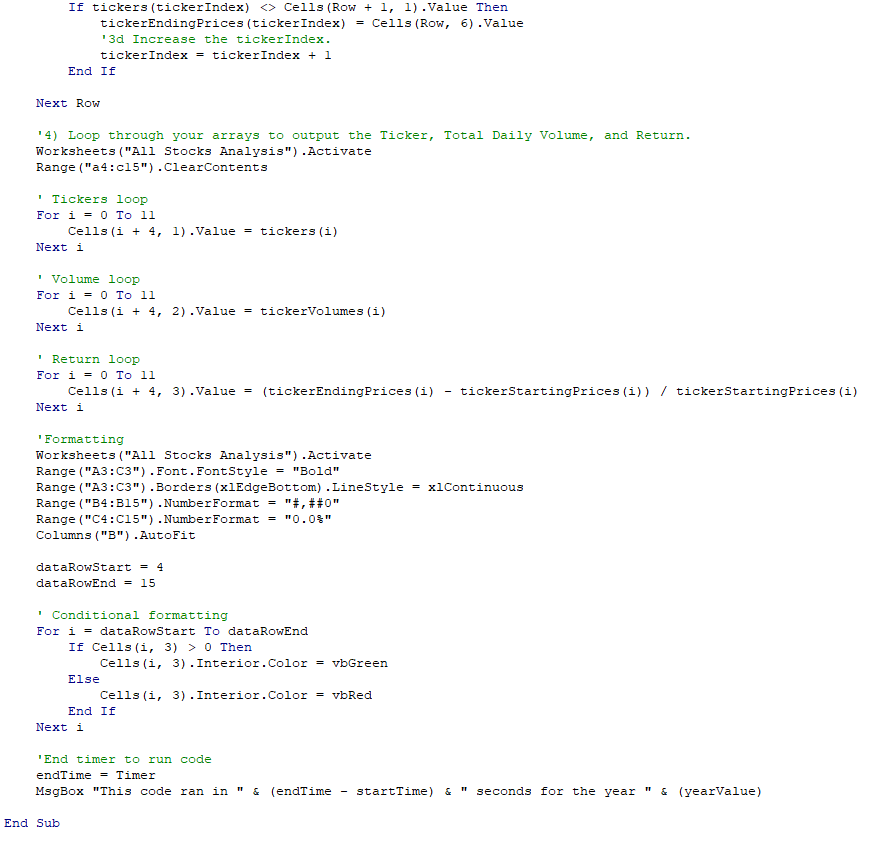 If tickers(tickerIndex) <> Cells(Row + 1, 1).Value Then
tickerEndingPrices(tickerIndex) = Cells(Row, 6).Value
'3d Increase the tickerIndex.
tickerIndex = tickerIndex + 1
End If
Next Row
'4) Loop through your arrays to output the Ticker, Total Daily Volume, and Return.
Worksheets("All Stocks Analysis").Activate
Range("a4:c15").ClearContents
' Tickers loop
For i = 0 To 11
Cells(i + 4, 1).Value = tickers(i)
Next i
' Volume loop
For i = 0 To 11
Cells(i + 4, 2).Value = tickerVolumes(i)
Next i
' Return loop
For i = 0 To 11
Cells(i + 4, 3).Value = (tickerEndingPrices(i) - tickerStartingPrices(i)) / tickerStartingPrices(i)
Next i
'Formatting
Worksheets("All Stocks Analysis").Activate
Range("A3:C3").Font.FontStyle = "Bold"
Range("A3:C3").Borders(xlEdgeBottom).LineStyle = xlContinuous
Range("B4:B15").NumberFormat = "#,##0"
Range("C4:C15").NumberFormat = "0.0%"
Columns("B").AutoFit
dataRowStart = 4
dataRowEnd = 15
' Conditional formatting
For i = dataRowStart To dataRowEnd
If Cells(i, 3) > 0 Then
Cells(i, 3).Interior.Color = vbGreen
Else
Cells(i, 3).Interior.Color = vbRed
End If
Next i
'End timer to run code
endTime = Timer
MsgBox "This code ran in " & (endTime - startTime) & " seconds for the year " & (yearValue)
End Sub